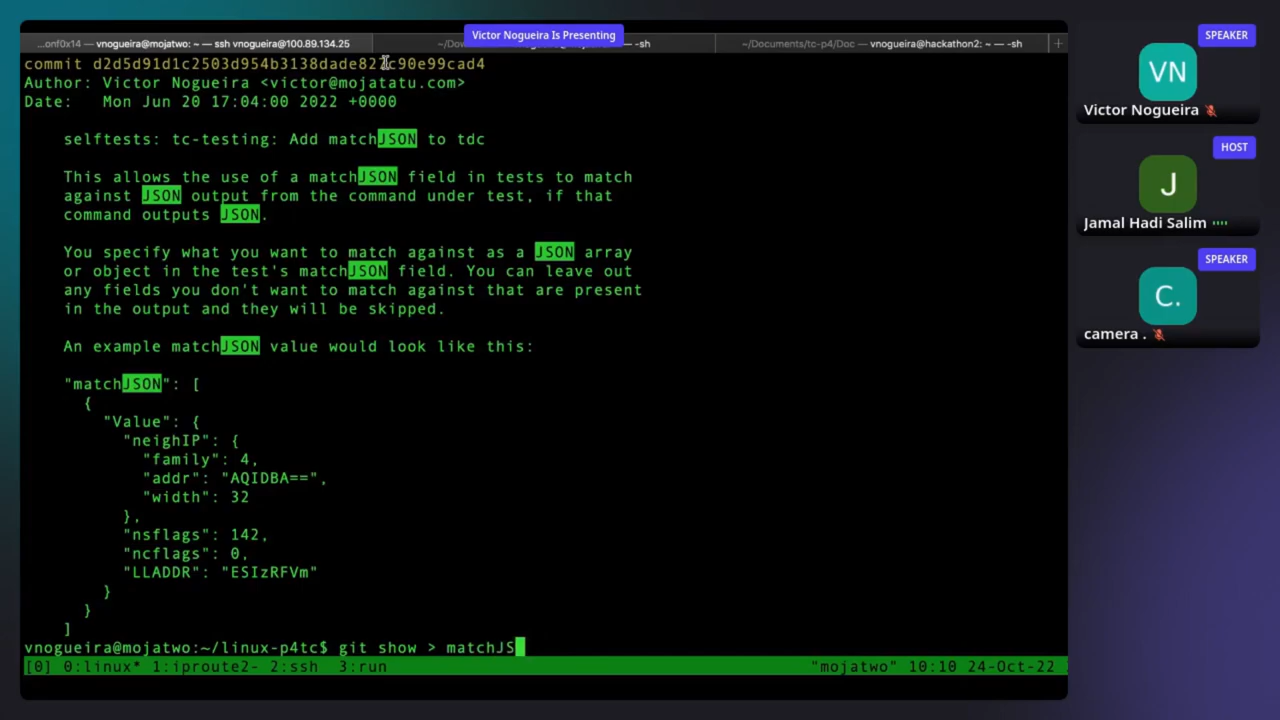 Victor Nogueira Is Presenting
...onf0x14 — vnogueira@mojatwo: ~ — ssh vnogueira@100.89.134.25
~/Dow — -sh
~/Documents/tc-p4/Doc — vnogueira@hackathon2: ~ — -sh
+
commit d2d5d91d1c2503d954b3138dade82 c90e99cad4
Author: Victor Nogueira <victor@mojatatu.com>
Date: Mon Jun 20 17:04:00 2022 +0000
selftests: tc-testing: Add matchJSON to tdc
This allows the use of a matchJSON field in tests to match
against JSON output from the command under test, if that
command outputs JSON.
You specify what you want to match against as a JSON array
or object in the test's matchJSON field. You can leave out
any fields you don't want to match against that are present
in the output and they will be skipped.
An example matchJSON value would look like this:
"matchJSON": [
{
"Value": {
"neighIP": {
"family": 4,
"addr": "AQIDBA==",
"width": 32
},
"nsflags": 142,
"ncflags": 0,
"LLADDR": "ESIzRFVm"
}
}
]
vnogueira@mojatwo:~/linux-p4tc$ git show > matchJS
[0] 0:linux* 1:iproute2- 2:ssh 3:run "mojatwo" 10:10 24-Oct-22
SPEAKER
VN
Victor Nogueira
HOST
J
Jamal Hadi Salim
SPEAKER
C.
camera .